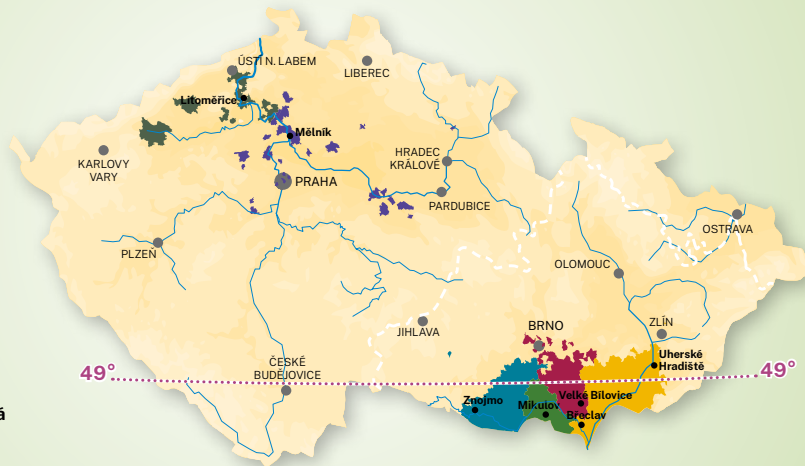 ÚSTÍ N. LABEM
LIBEREC
Litoměřice
Mělník
KARLOVY
VARY
HRADEC
KRÁLOVÉ
PRAHA
PARDUBICE
OSTRAVA
PLZEŇ
OLOMOUC
JIHLAVA
BRNO
ZLÍN
Uherské
Hradiště
ČESKÉ
BUDĚJOVICE
49°
49°
Znojmo
Mikulov
Velké Bílovice
Břeclav
á